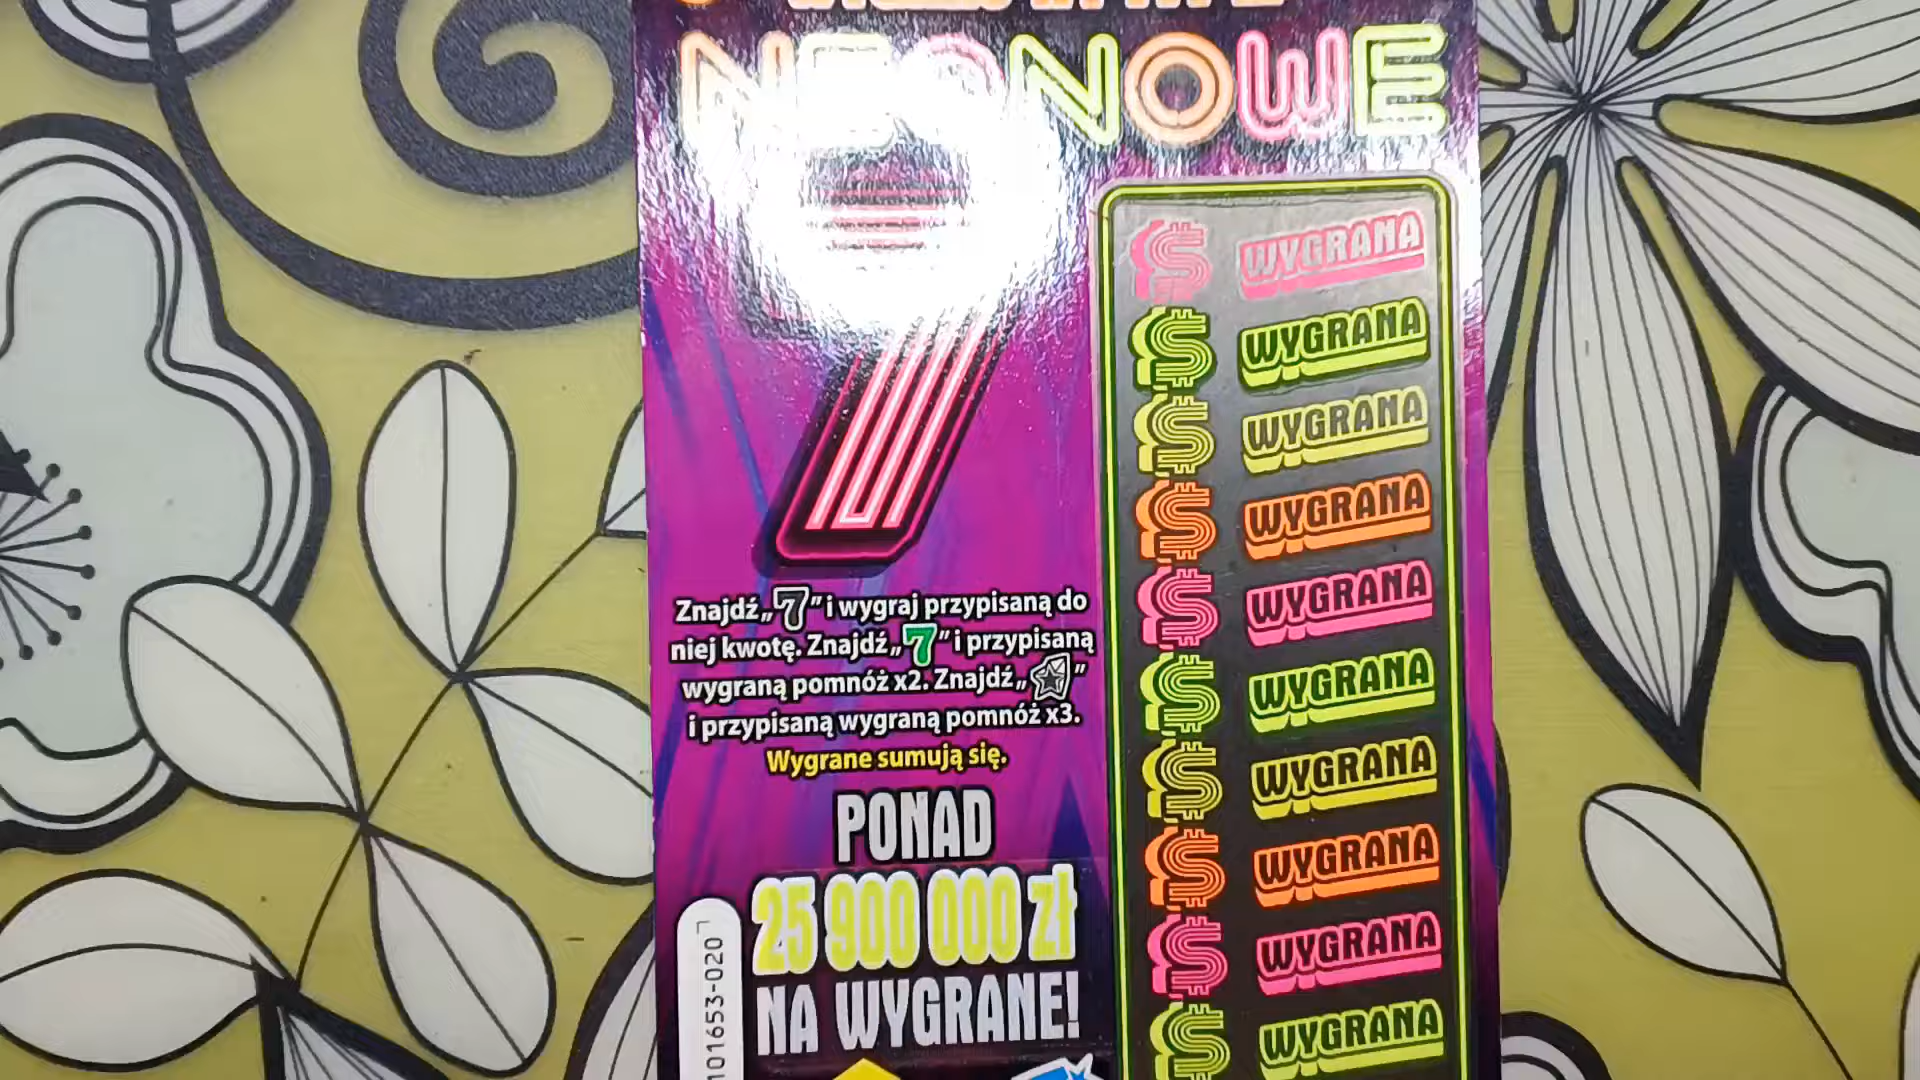 NEONOWE
7
Znajdź „7” i wygraj przypisaną do
niej kwotę. Znajdź „7” i przypisaną
wygraną pomnóż x2. Znajdź „ ”
i przypisaną wygraną pomnóż x3.
Wygrane sumują się.
PONAD
25 900 000 zł
NA WYGRANE!
101653-020
$ WYGRANA
$ WYGRANA
$ WYGRANA
$ WYGRANA
$ WYGRANA
$ WYGRANA
$ WYGRANA
$ WYGRANA
$ WYGRANA
$ WYGRANA